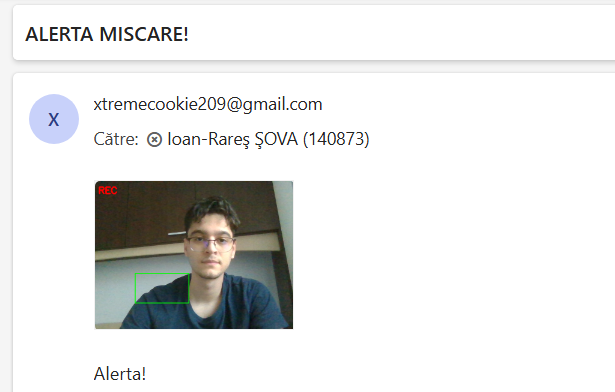 ALERTA MISCARE!
X
xtremecookie209@gmail.com
Către: Ioan-Rareş ŞOVA (140873)
REC
Alerta!